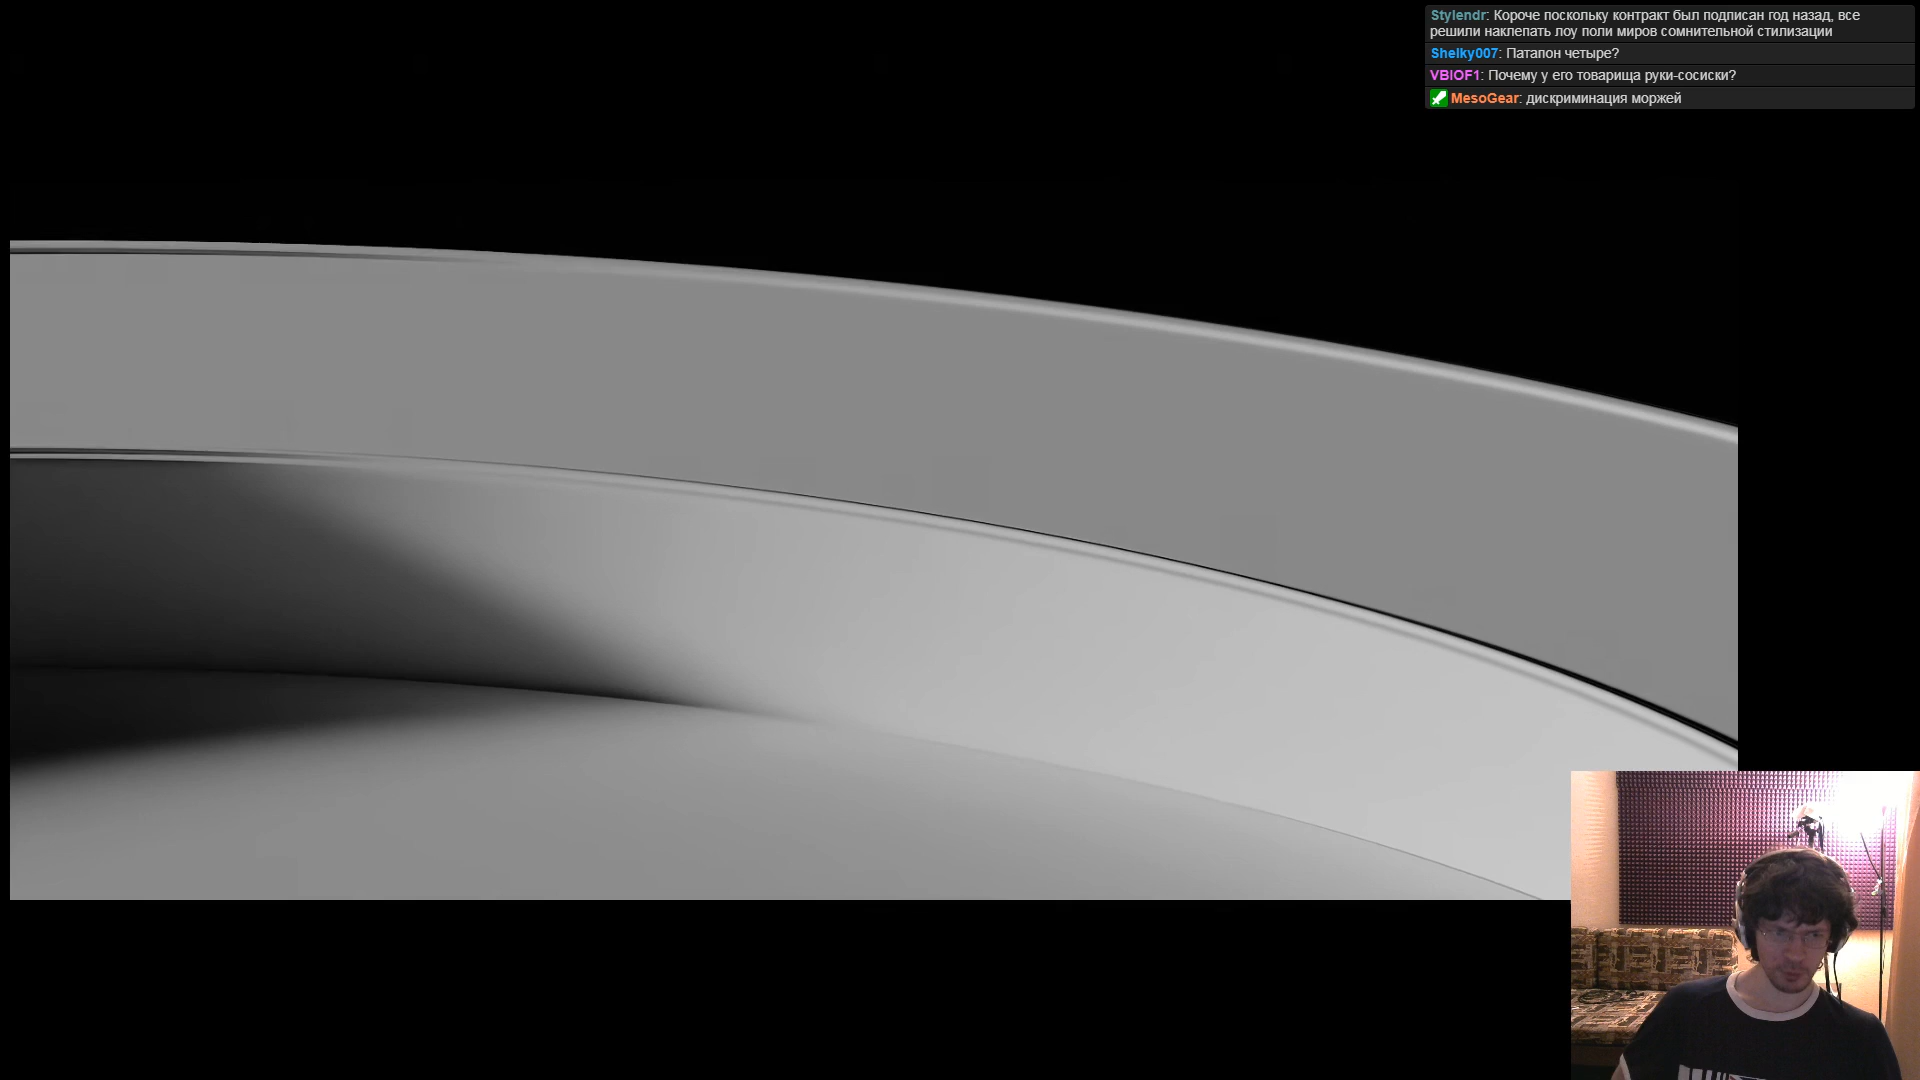 Stylendr: Короче поскольку контракт был подписан год назад, все
решили наклепать лоу поли миров сомнительной стилизации
Shelky007: Патапон четыре?
VBIOF1: Почему у его товарища руки-сосиски?
MesoGear: дискриминация моржей